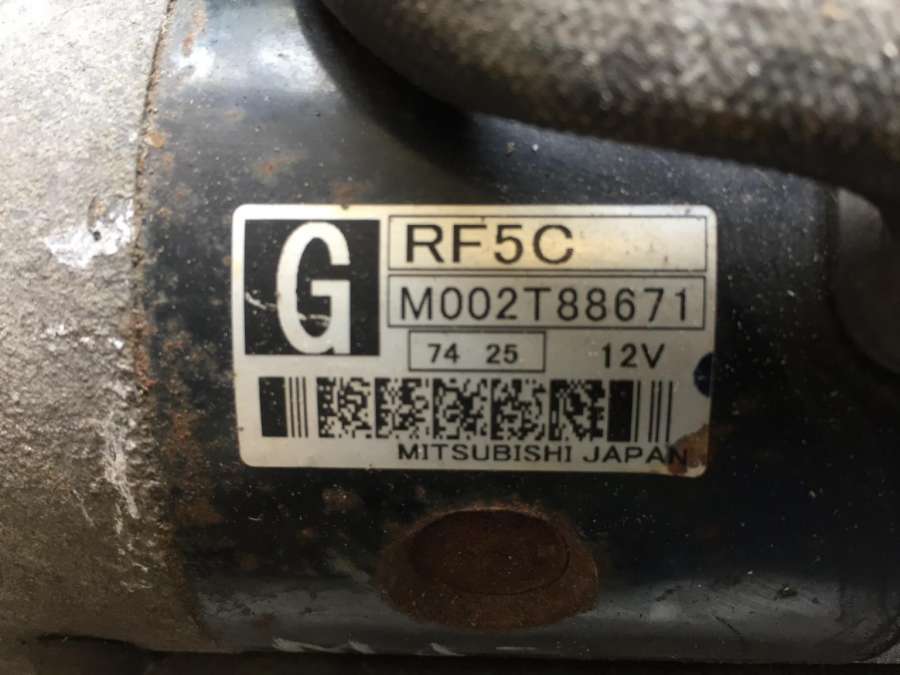 G
RF5C
M002T88671
74 25
12V
MITSUBISHI JAPAN